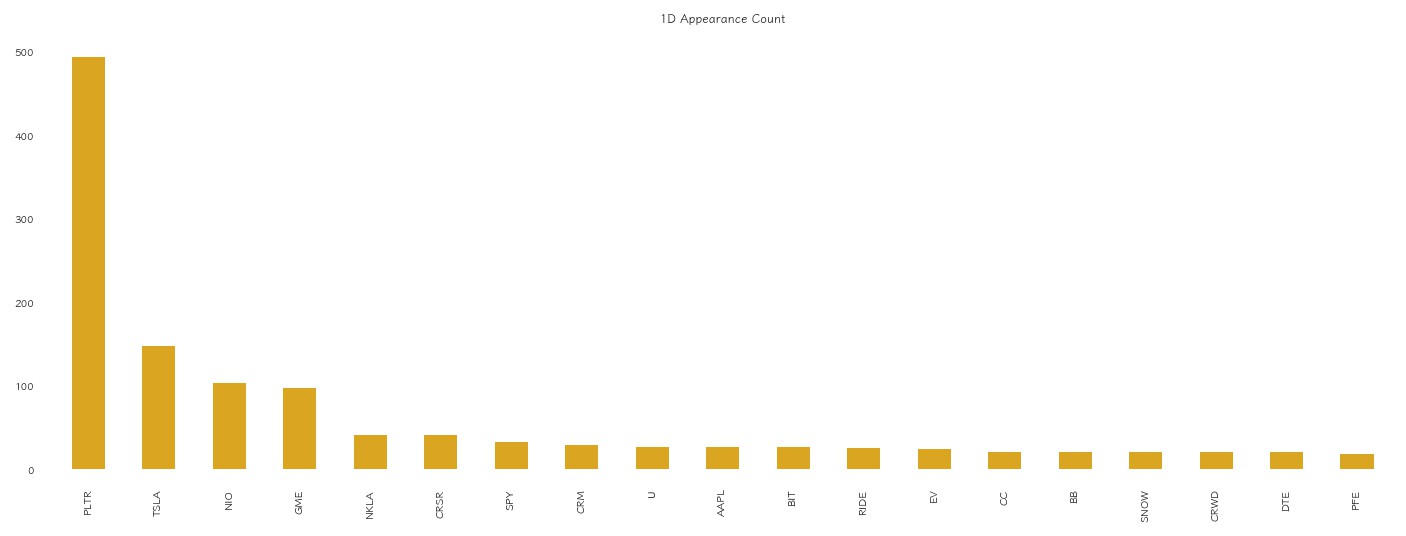 1D Appearance Count
500
400
300
200
100
0
PLTR
TSLA
NIO
GME
NKLA
CRSR
SPY
CRM
U
AAPL
BIT
RIDE
EV
CC
BB
SNOW
CRWD
DTE
PFE